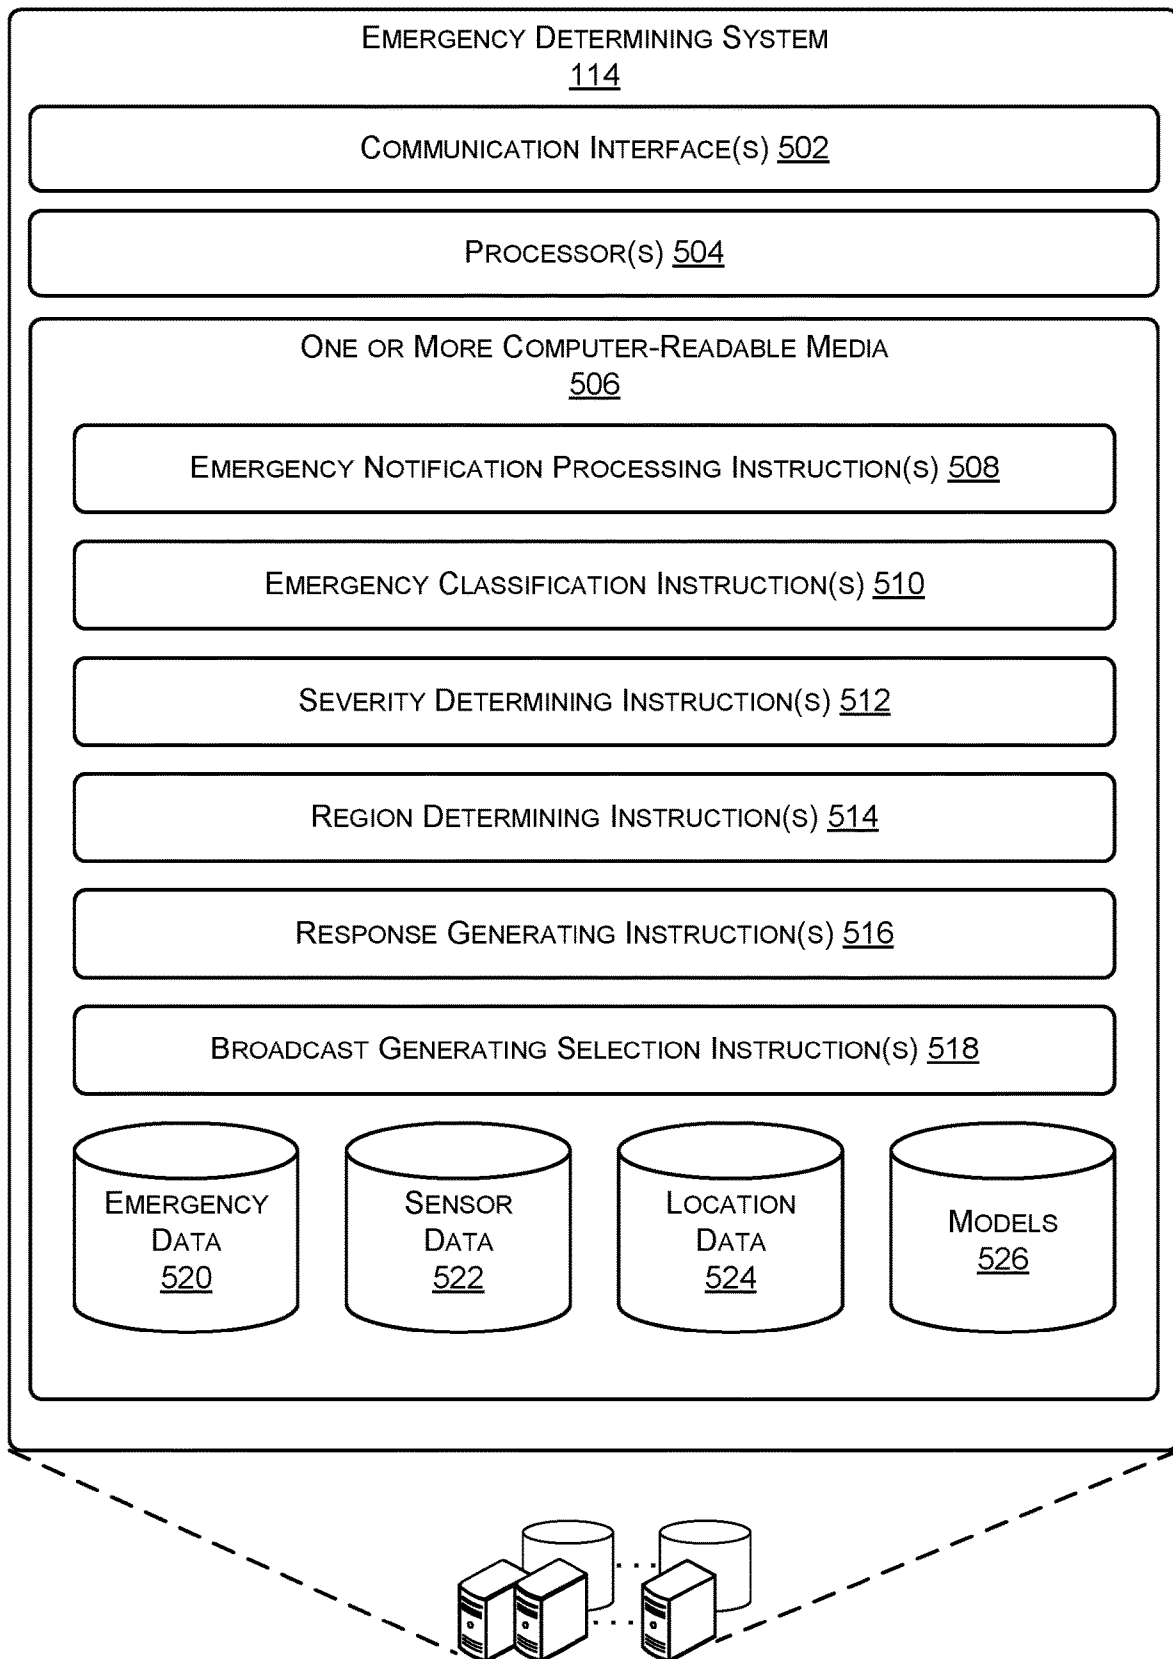 EMERGENCY DETERMINING SYSTEM
114
COMMUNICATION INTERFACE(S) 502
PROCESSOR(S) 504
ONE OR MORE COMPUTER-READABLE MEDIA
506
EMERGENCY NOTIFICATION PROCESSING INSTRUCTION(S) 508
EMERGENCY CLASSIFICATION INSTRUCTION(S) 510
SEVERITY DETERMINING INSTRUCTION(S) 512
REGION DETERMINING INSTRUCTION(S) 514
RESPONSE GENERATING INSTRUCTION(S) 516
BROADCAST GENERATING SELECTION INSTRUCTION(S) 518
EMERGENCY
DATA
520
SENSOR
DATA
522
LOCATION
DATA
524
MODELS
526